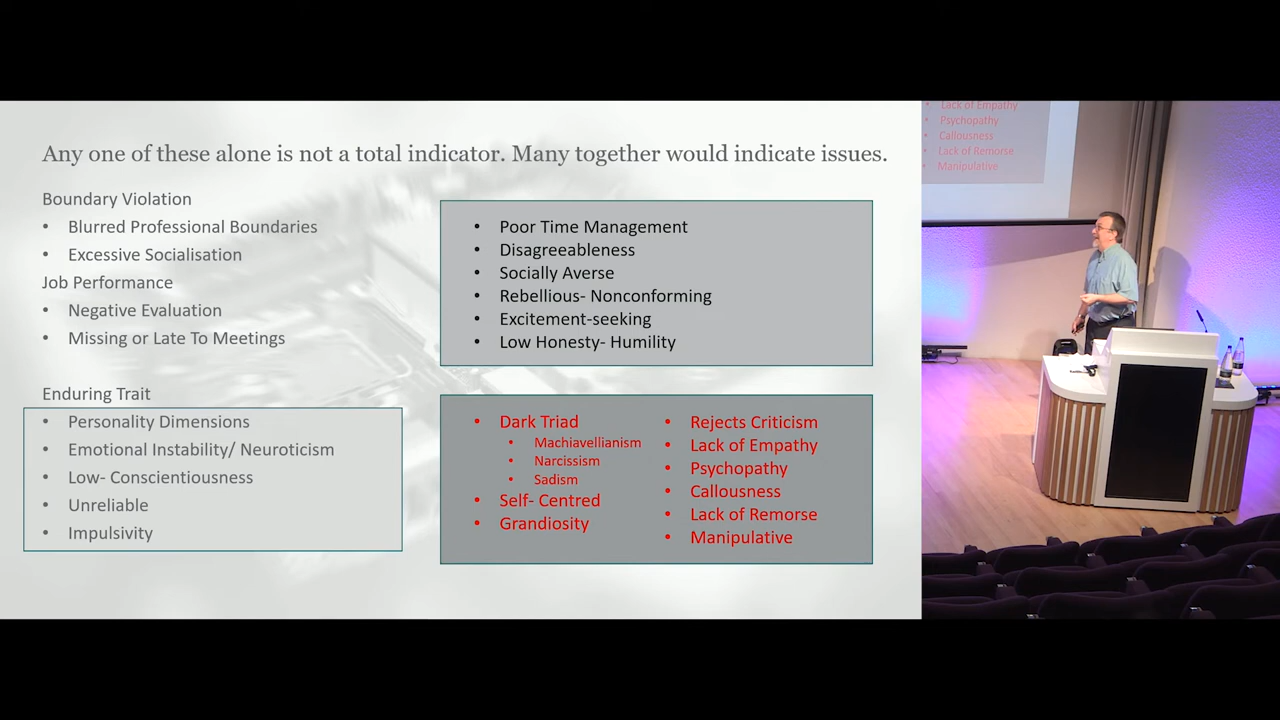 Any one of these alone is not a total indicator. Many together would indicate issues.
Boundary Violation
• Blurred Professional Boundaries
• Excessive Socialisation
Job Performance
• Negative Evaluation
• Missing or Late To Meetings
Enduring Trait
• Personality Dimensions
• Emotional Instability/ Neuroticism
• Low- Conscientiousness
• Unreliable
• Impulsivity
• Poor Time Management
• Disagreeableness
• Socially Averse
• Rebellious- Nonconforming
• Excitement-seeking
• Low Honesty- Humility
• Dark Triad
• Machiavellianism
• Narcissism
• Sadism
• Self- Centred
• Grandiosity
• Rejects Criticism
• Lack of Empathy
• Psychopathy
• Callousness
• Lack of Remorse
• Manipulative
• Lack of Empathy
• Psychopathy
• Callousness
• Lack of Remorse
• Manipulative